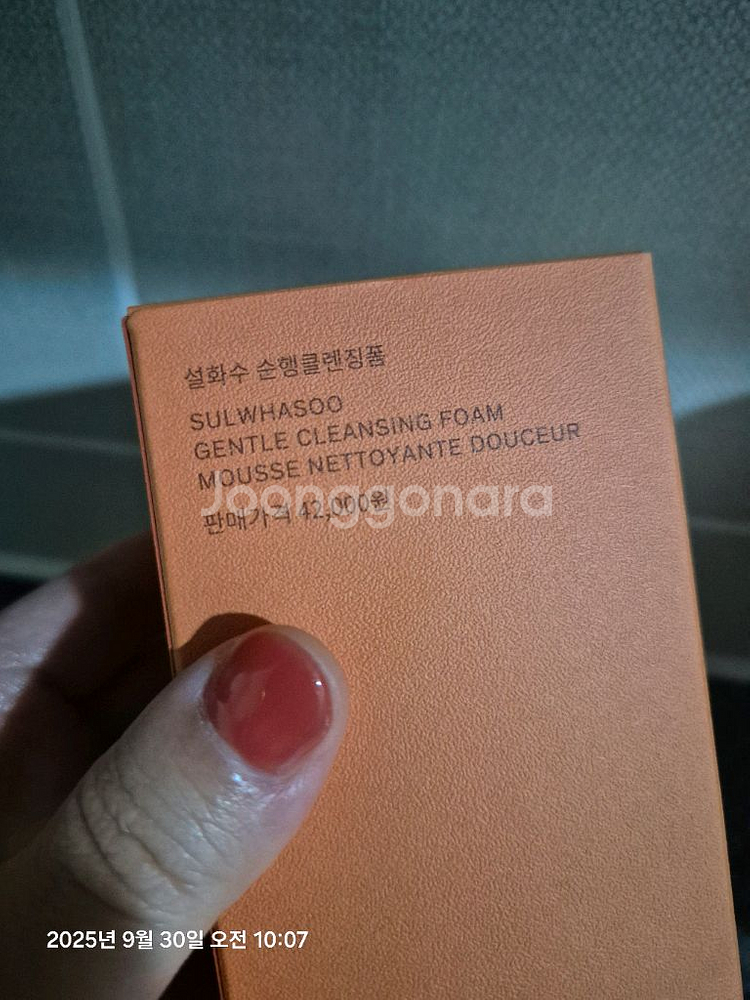 설화수 순행클렌징폼
SULWHASOO
GENTLE CLEANSING FOAM
MOUSSE NETTOYANTE DOUCEUR
판매가격 42,000원
Joonggonara
2025년 9월 30일 오전 10:07